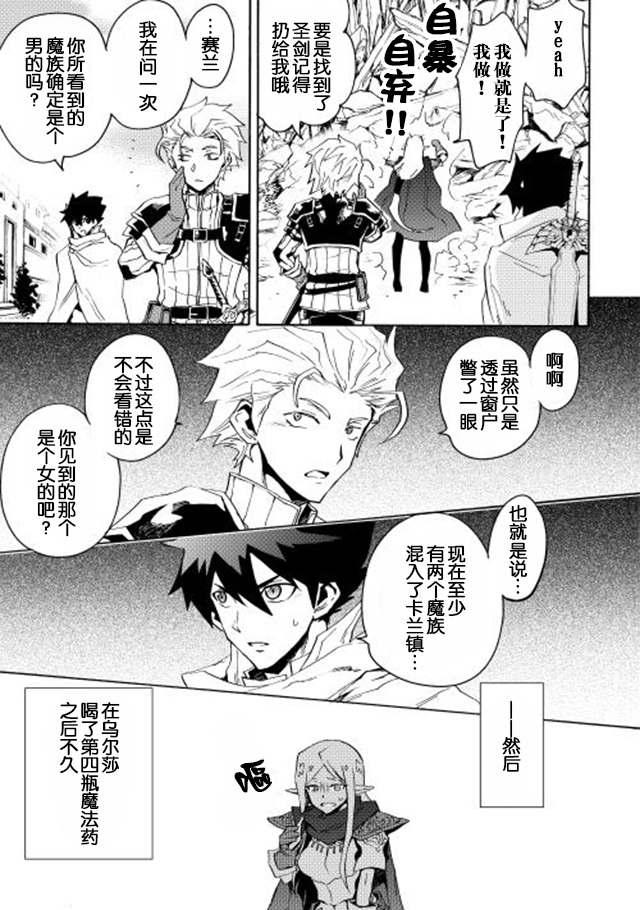 yeah
我做就是了！
我做！
自暴
自弃!!
要是找到了
圣剑记得
扔给我哦
…赛兰
我在问一次
你所看到的
魔族确定是个
男的吗？
啊啊
虽然只是
透过窗户
瞥了一眼
不过这点是
不会看错的
你见到的那个
是个女的吧？
也就是说…
现在至少
有两个魔族
混入了卡兰镇…
——然后
在乌尔莎
喝了第四瓶魔法药
之后不久
呕